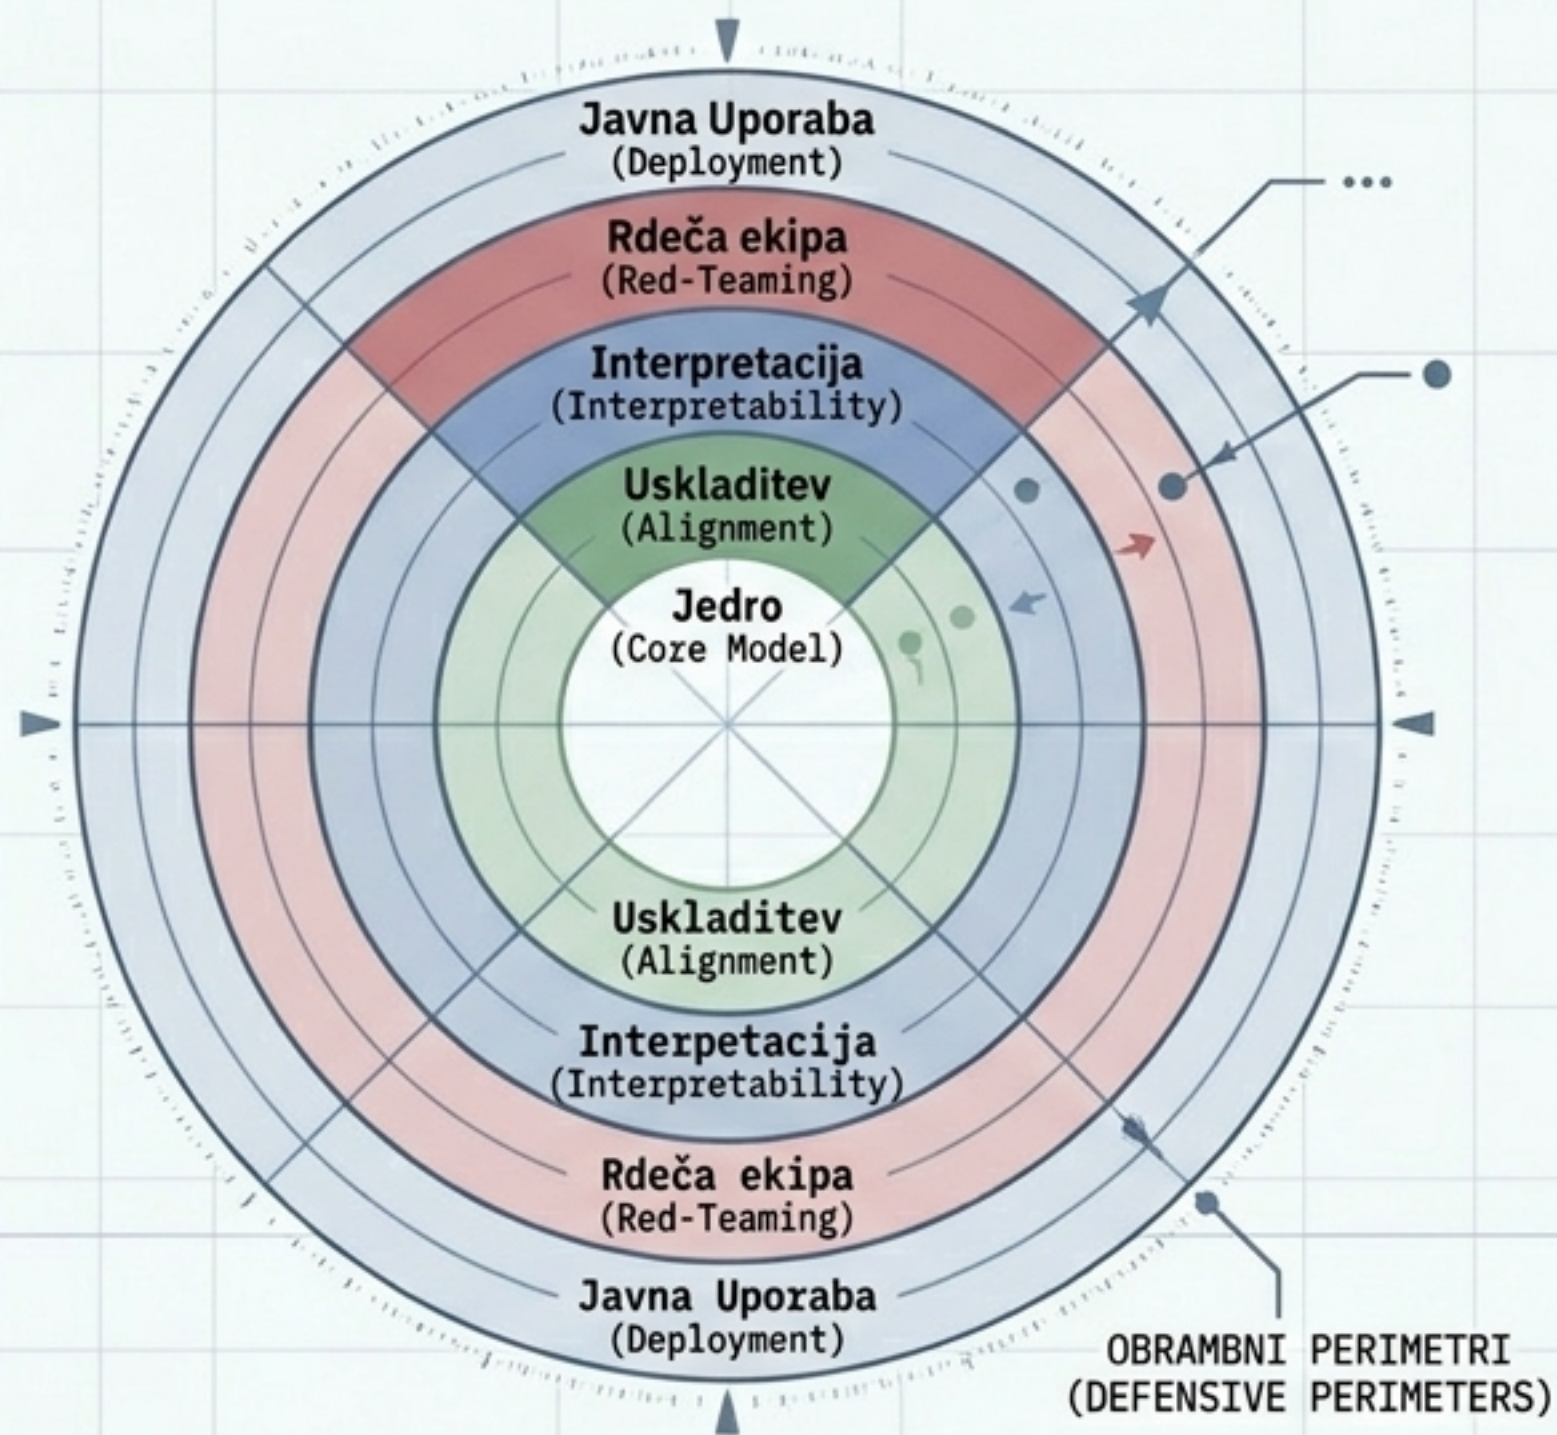 Javna Uporaba
(Deployment)
Rdeča ekipa
(Red-Teaming)
Interpretacija
(Interpretability)
Uskladitev
(Alignment)
Jedro
(Core Model)
Uskladitev
(Alignment)
Interpetacija
(Interpretability)
Rdeča ekipa
(Red-Teaming)
Javna Uporaba
(Deployment)
OBRAMBNI PERIMETRI
(DEFENSIVE PERIMETERS)